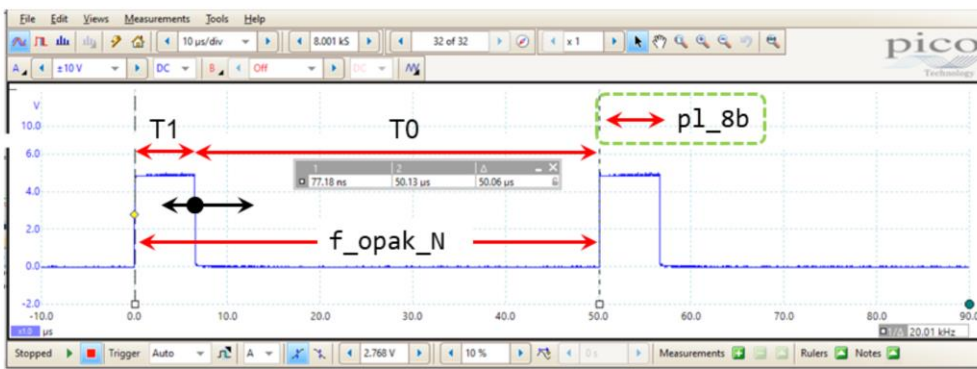 File Edit Views Measurements Tools Help
10 µs/div 8.001 kS 32 of 32 x 1
pico
Technology
A ±10 V DC B Off DC
V
10.0
T1 T0 pl_8b
6.0
1 2 Δ
77.18 ns 50.13 µs 50.06 µs
4.0
2.0
f_opak_N
0.0
-2.0
-10.0 0.0 10.0 20.0 30.0 40.0 50.0 60.0 70.0 80.0 90.0
x1.0 µs 1/Δ 20.01 kHz
Stopped Trigger Auto A 2.768 V 10 % 0 s Measurements Rulers Notes